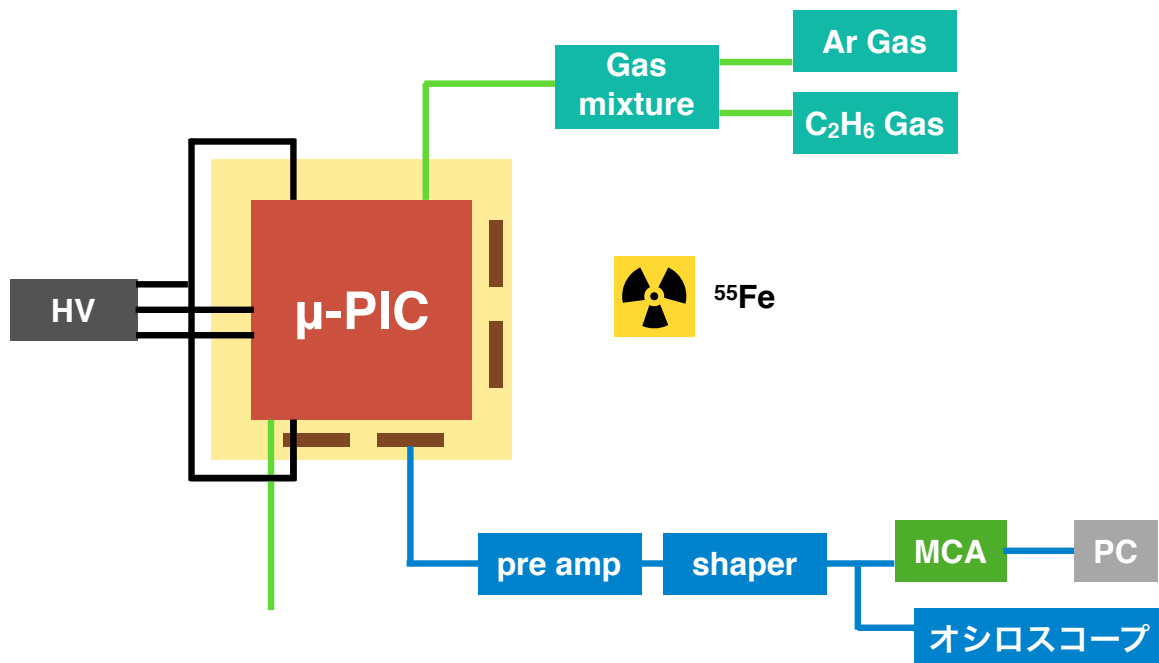 Ar Gas
Gas
mixture
C₂H₆ Gas
HV
μ-PIC
⁵⁵Fe
pre amp
shaper
MCA
PC
オシロスコープ